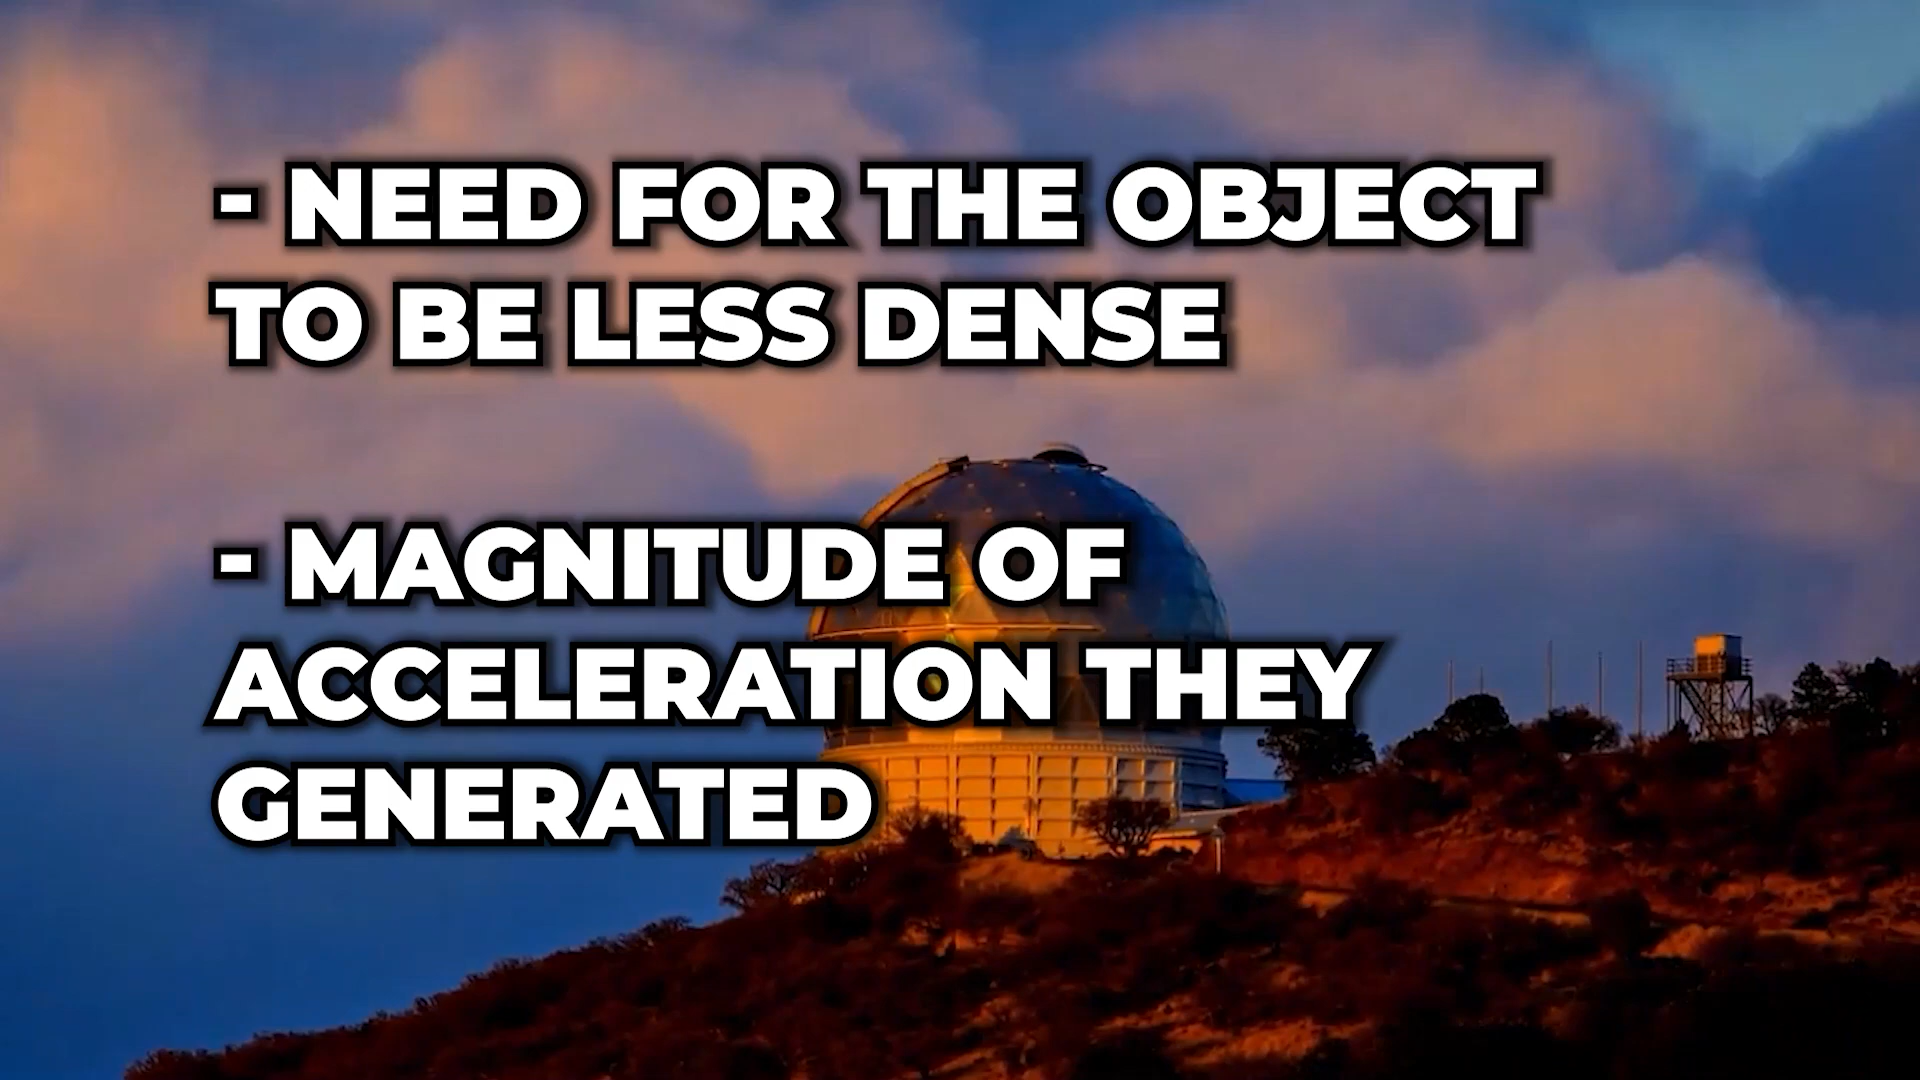 - NEED FOR THE OBJECT
TO BE LESS DENSE
- MAGNITUDE OF
ACCELERATION THEY
GENERATED